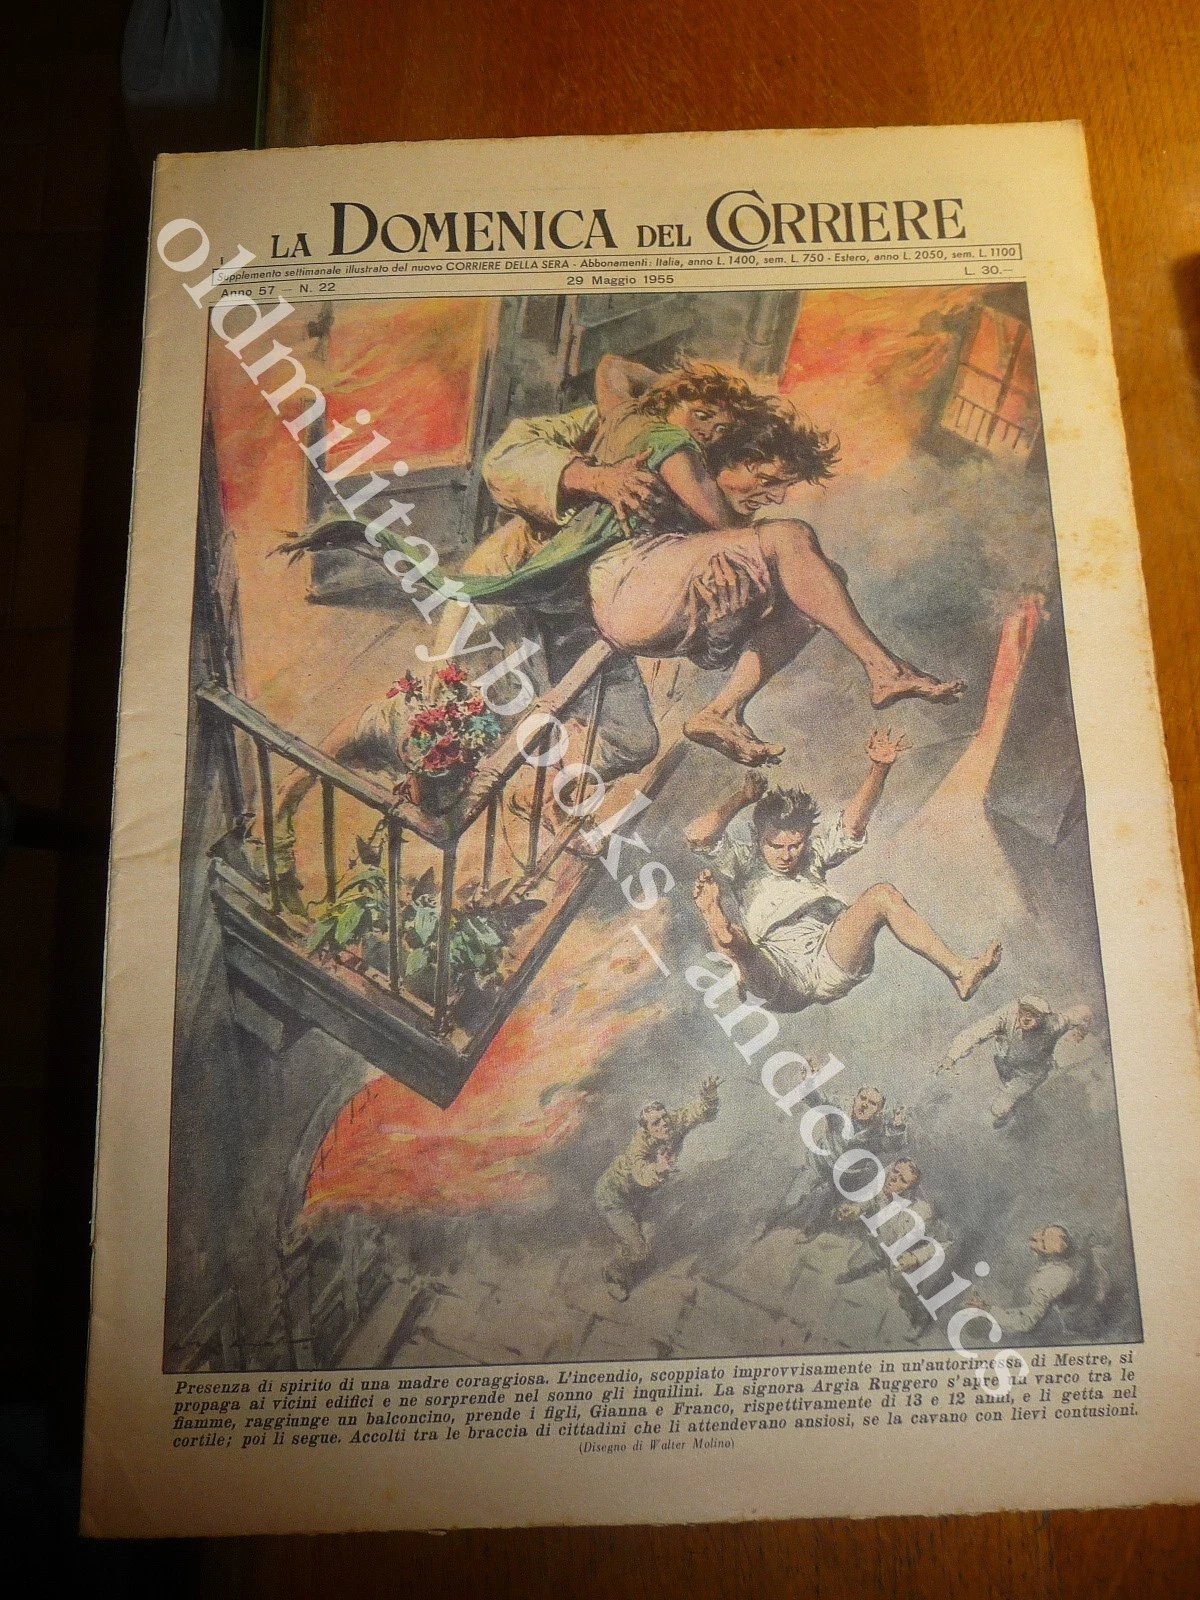 LA DOMENICA DEL CORRIERE
Supplemento settimanale illustrato del nuovo CORRIERE DELLA SERA - Abbonamenti: Italia, anno L. 1400, sem. L. 750 - Estero, anno L. 2050, sem. L. 1100
Anno 57 — N. 22 29 Maggio 1955 L. 30.—
oldmilitarybooks_andcomics
Presenza di spirito di una madre coraggiosa. L'incendio, scoppiato improvvisamente in un'autorimessa di Mestre, si
propaga ai vicini edifici e ne sorprende nel sonno gli inquilini. La signora Argia Ruggero s'apre un varco tra le
fiamme, raggiunge un balconcino, prende i figli, Gianna e Franco, rispettivamente di 13 e 12 anni, e li getta nel
cortile; poi li segue. Accolti tra le braccia di cittadini che li attendevano ansiosi, se la cavano con lievi contusioni.
(Disegno di Walter Molino)